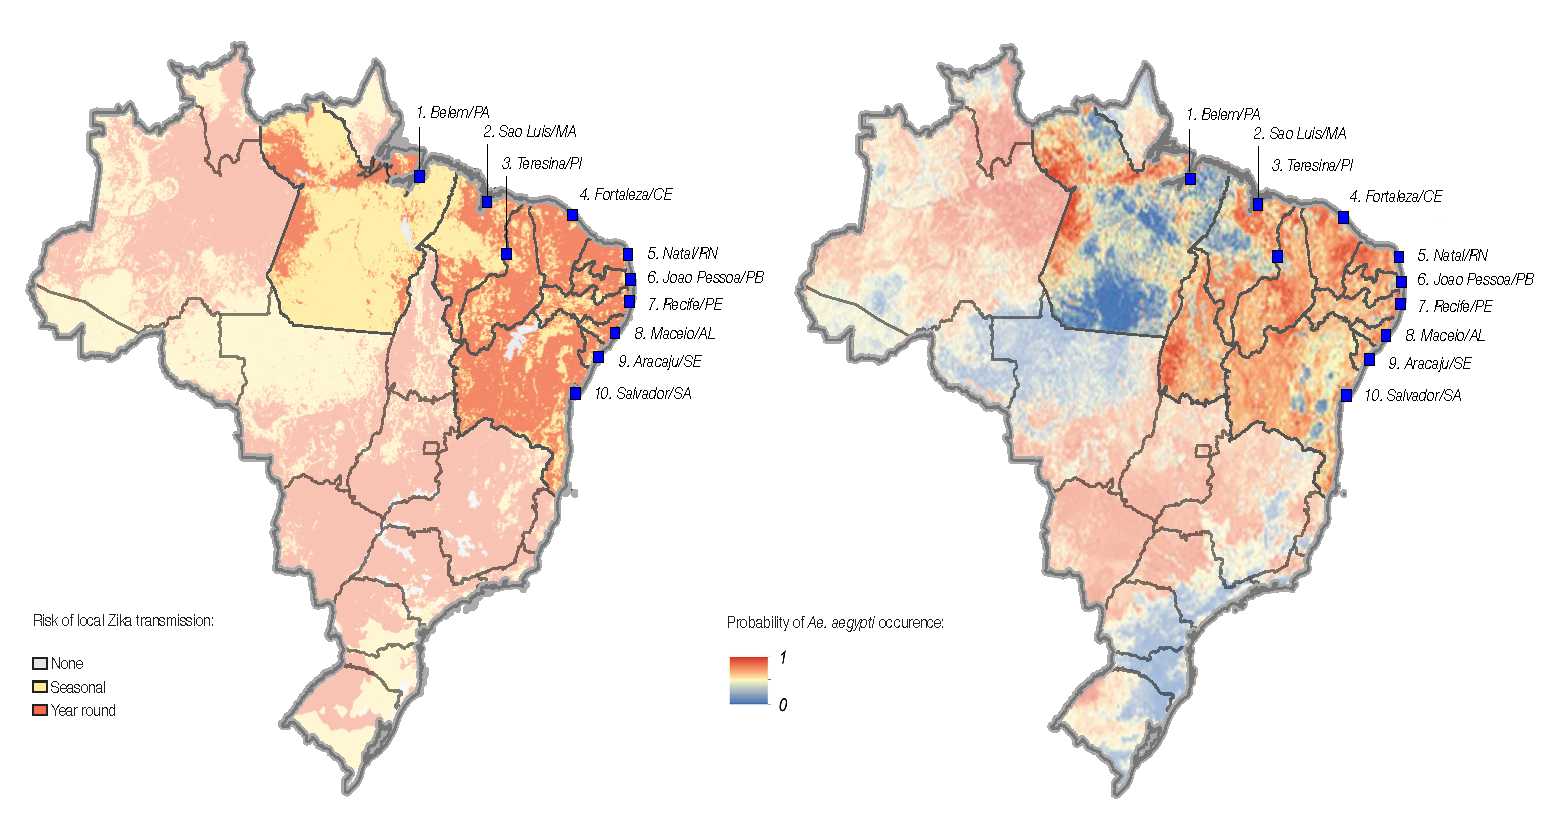 1. Belem/PA
2. Sao Luis/MA
3. Teresina/PI
4. Fortaleza/CE
5. Natal/RN
6. Joao Pessoa/PB
7. Recife/PE
8. Maceio/AL
9. Aracaju/SE
10. Salvador/SA
Risk of local Zika transmission:
None
Seasonal
Year round
1. Belem/PA
2. Sao Luis/MA
3. Teresina/PI
4. Fortaleza/CE
5. Natal/RN
6. Joao Pessoa/PB
7. Recife/PE
8. Maceio/AL
9. Aracaju/SE
10. Salvador/SA
Probability of Ae. aegypti occurence:
1
0